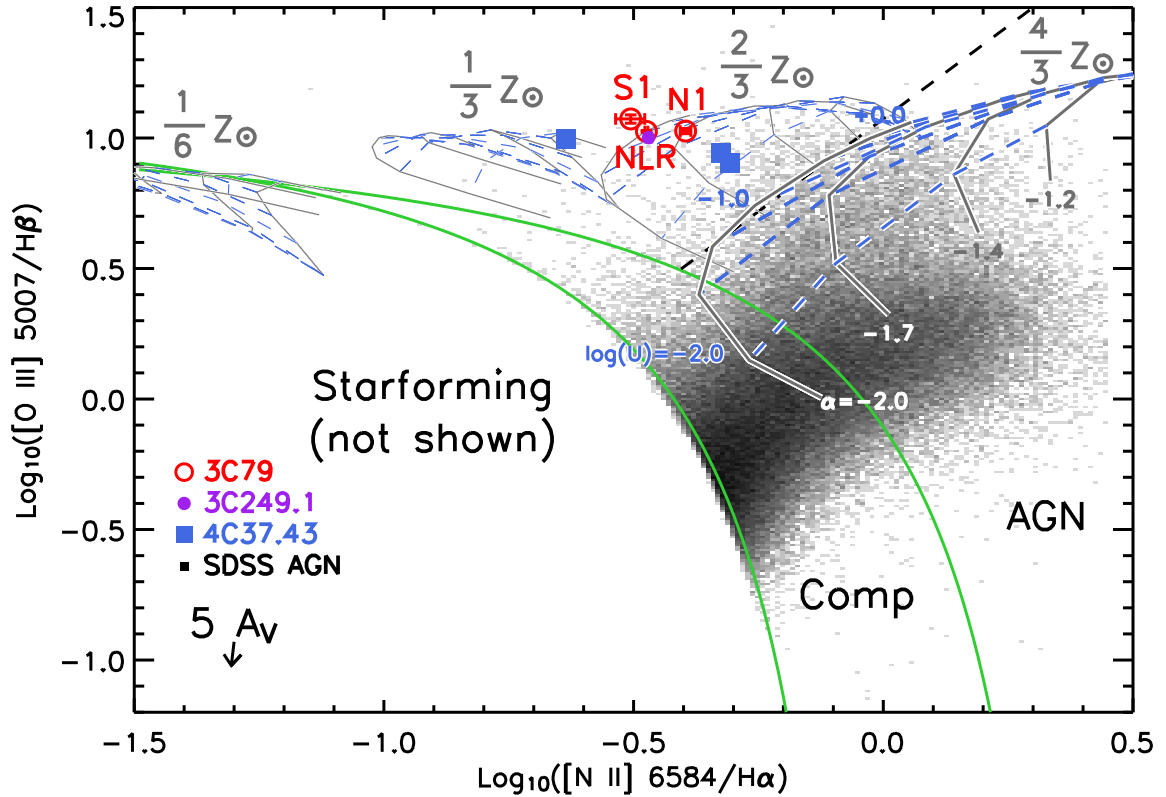 1.5
1.0
0.5
0.0
−0.5
−1.0
Log₁₀([O III] 5007/Hβ)
1/6 Z⊙
1/3 Z⊙
2/3 Z⊙
4/3 Z⊙
S1
N1
NLR
+0.0
−1.0
log(U)=−2.0
−1.2
−1.4
−1.7
α=−2.0
Starforming
(not shown)
3C79
3C249.1
4C37.43
SDSS AGN
5 Aᵥ
AGN
Comp
−1.5 −1.0 −0.5 0.0 0.5
Log₁₀([N II] 6584/Hα)